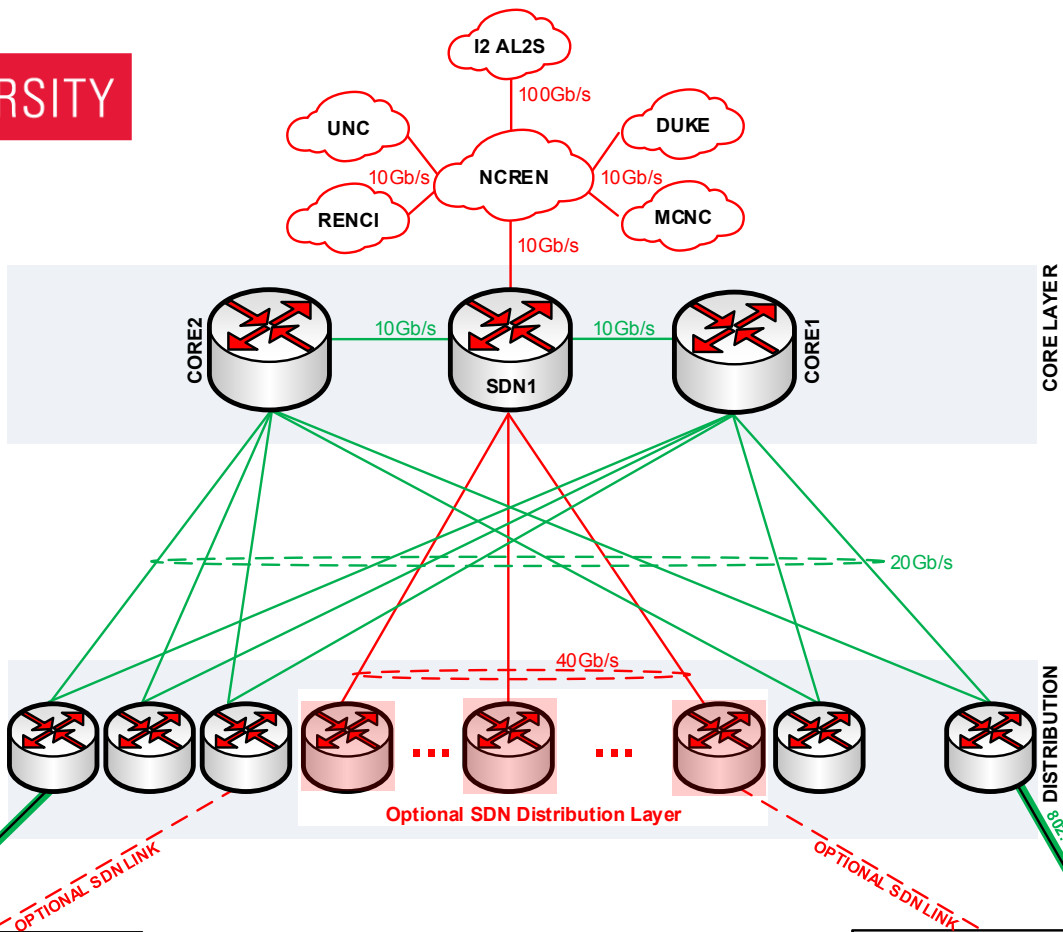 I2 AL2S
RSITY
100Gb/s
UNC
DUKE
NCREN
10Gb/s
10Gb/s
RENCI
MCNC
10Gb/s
CORE LAYER
CORE2
10Gb/s
10Gb/s
CORE1
SDN1
20Gb/s
40Gb/s
DISTRIBUTION
Optional SDN Distribution Layer
802.
OPTIONAL SDN LINK
OPTIONAL SDN LINK